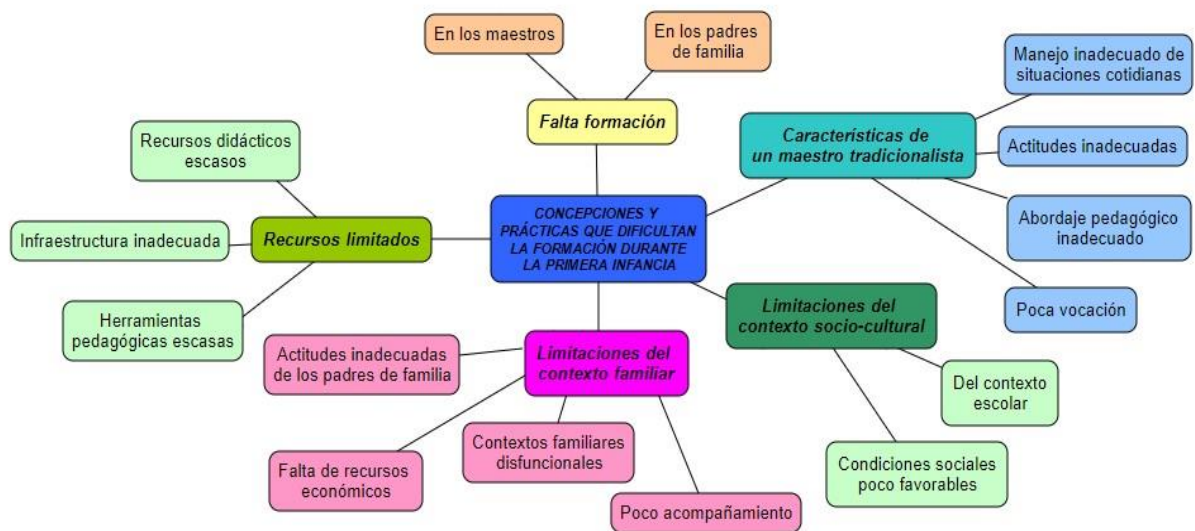 En los maestros
En los padres
de familia
Falta formación
Manejo inadecuado de
situaciones cotidianas
Características de
un maestro tradicionalista
Actitudes inadecuadas
Abordaje pedagógico
inadecuado
Poca vocación
Recursos didácticos
escasos
Infraestructura inadecuada
Recursos limitados
Herramientas
pedagógicas escasas
CONCEPCIONES Y
PRÁCTICAS QUE DIFICULTAN
LA FORMACIÓN DURANTE
LA PRIMERA INFANCIA
Limitaciones del
contexto socio-cultural
Del contexto
escolar
Condiciones sociales
poco favorables
Limitaciones del
contexto familiar
Actitudes inadecuadas
de los padres de familia
Falta de recursos
económicos
Contextos familiares
disfuncionales
Poco acompañamiento